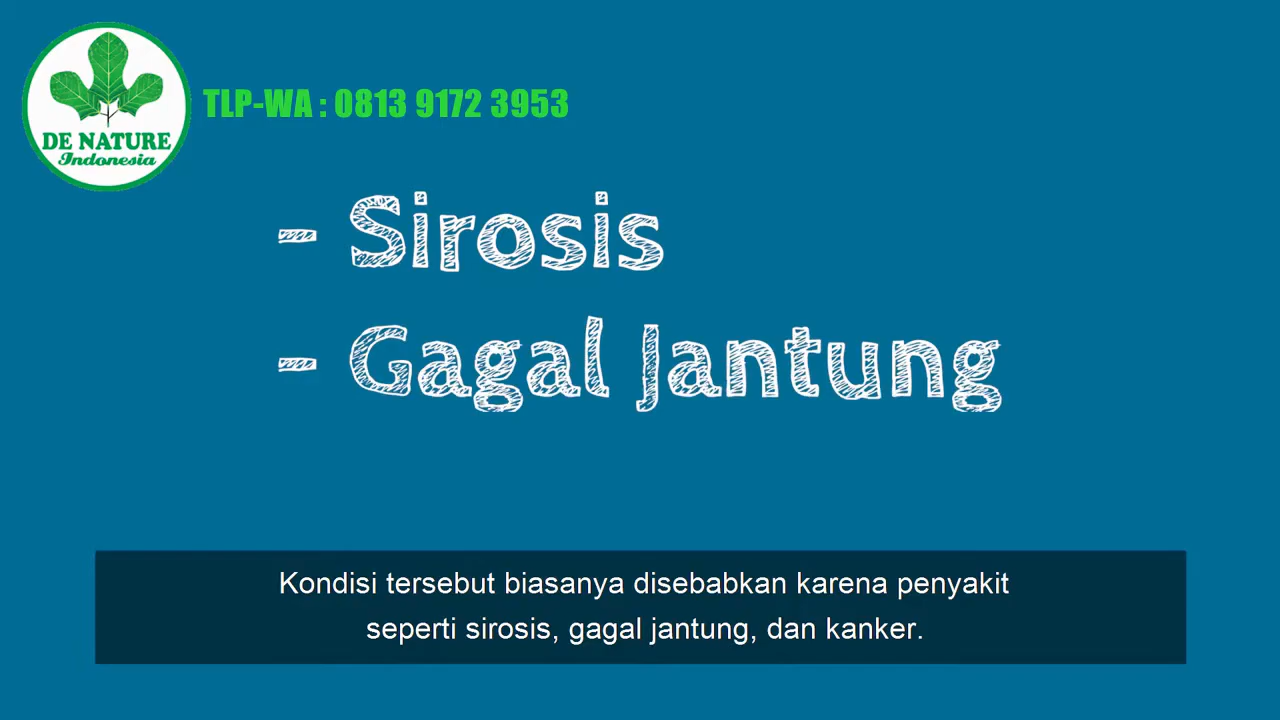 DE NATURE
Indonesia
TLP-WA : 0813 9172 3953
- Sirosis
- Gagal Jantung
Kondisi tersebut biasanya disebabkan karena penyakit
seperti sirosis, gagal jantung, dan kanker.